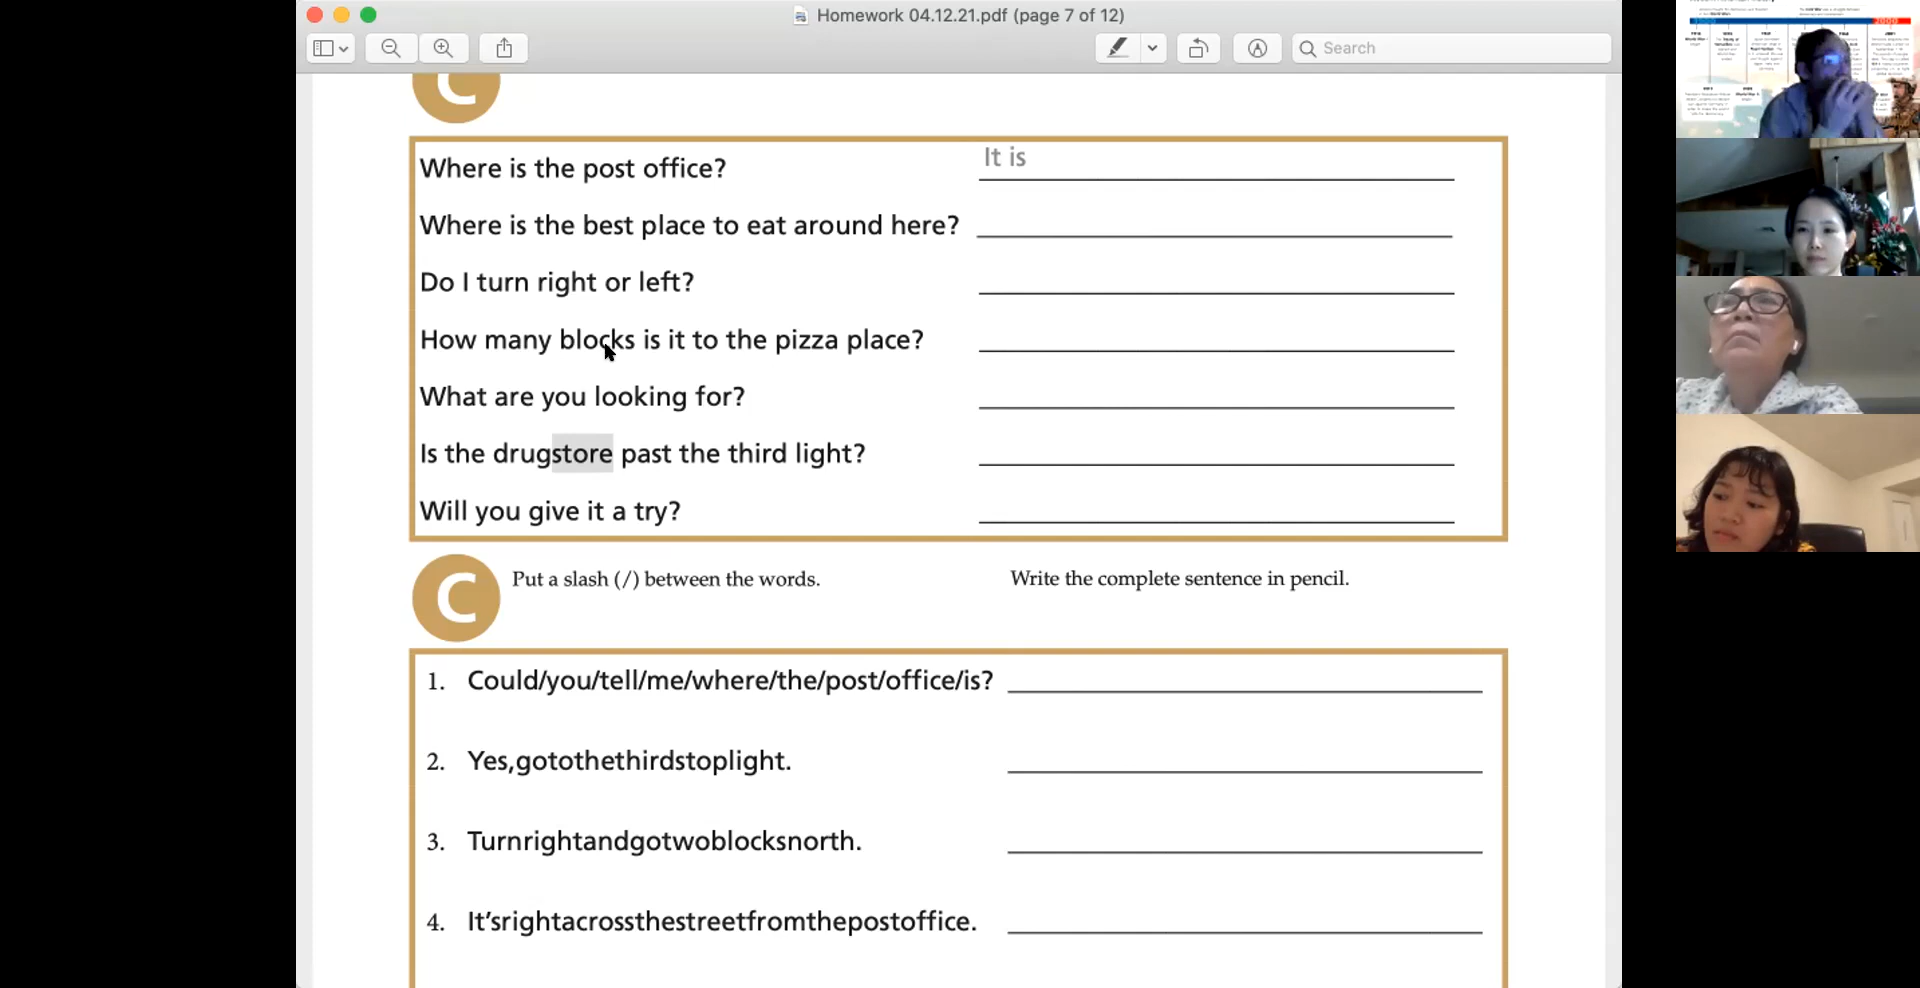 Homework 04.12.21.pdf (page 7 of 12)
Search
C
Where is the post office? It is
Where is the best place to eat around here?
Do I turn right or left?
How many blocks is it to the pizza place?
What are you looking for?
Is the drugstore past the third light?
Will you give it a try?
C Put a slash (/) between the words. Write the complete sentence in pencil.
1. Could/you/tell/me/where/the/post/office/is?
2. Yes,gotothethirdstoplight.
3. Turnrightandgotwoblocksnorth.
4. It'srightacrossthestreetfromthepostoffice.